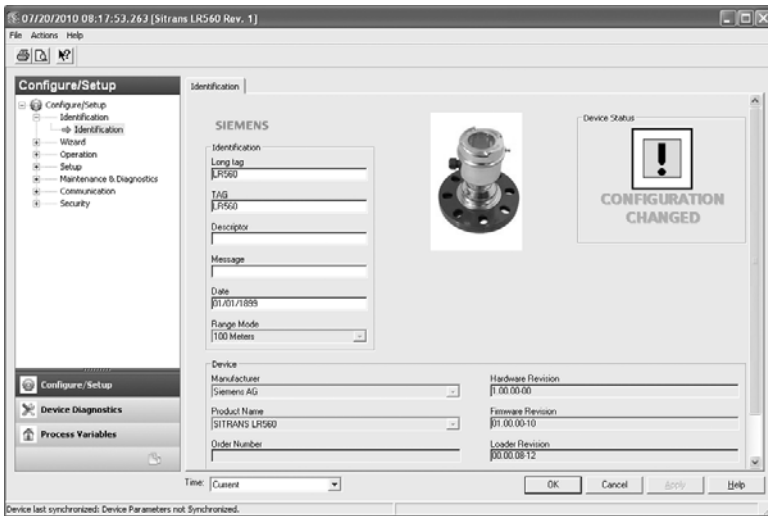 07/20/2010 08:17:53.263 [Sitrans LR560 Rev. 1]
File Actions Help
Configure/Setup
Configure/Setup
Identification
Identification
Wizard
Operation
Setup
Maintenance & Diagnostics
Communication
Security
Configure/Setup
Device Diagnostics
Process Variables
Identification
SIEMENS
Identification
Long tag
LR560
TAG
LR560
Descriptor
Message
Date
01/01/1899
Range Mode
100 Meters
Device Status
CONFIGURATION
CHANGED
Device
Manufacturer
Siemens AG
Product Name
SITRANS LR560
Order Number
Hardware Revision
1.00.00-00
Firmware Revision
01.00.00-10
Loader Revision
00.00.08-12
Time: Current
OK Cancel Apply Help
Device last synchronized: Device Parameters not Synchronized.